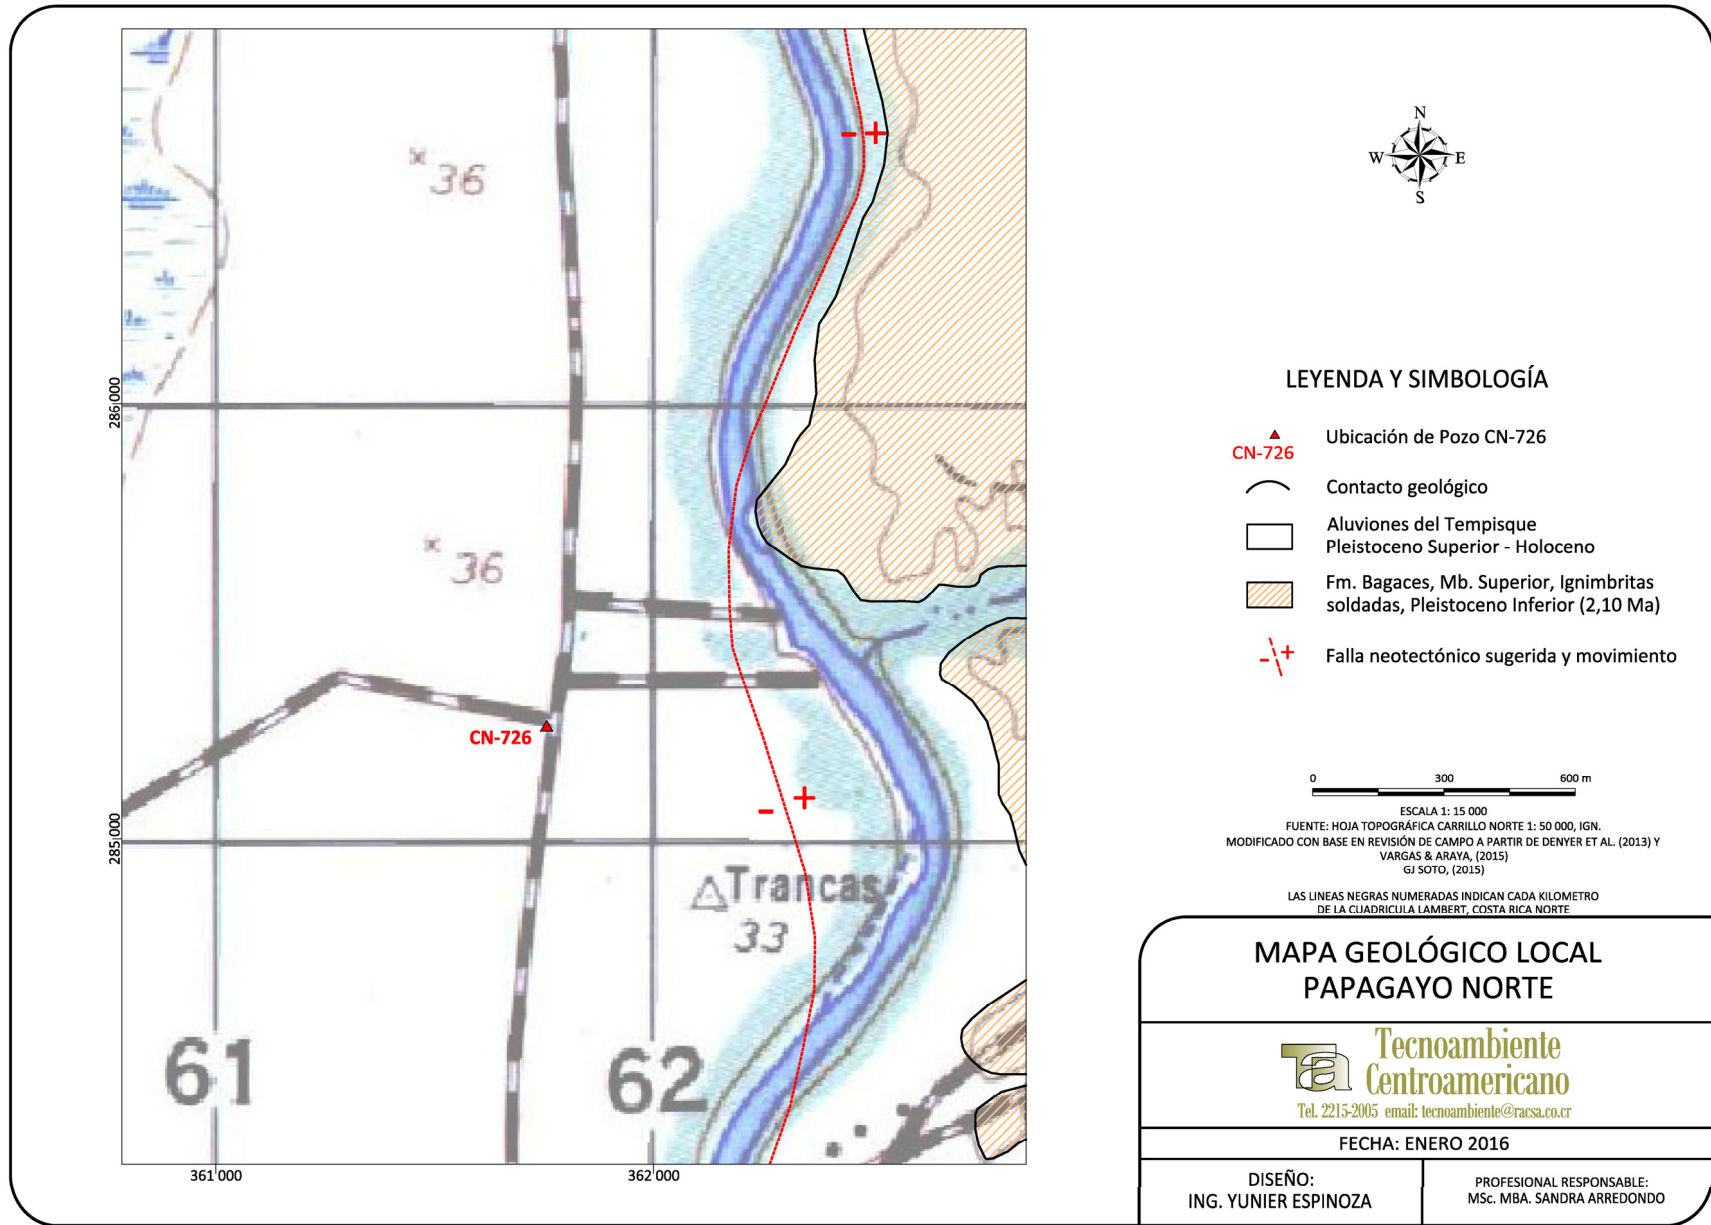 36
286 000
36
CN-726
285 000
Trancas
33
61
62
361 000
362 000
N
W
E
S
LEYENDA Y SIMBOLOGÍA
CN-726
Ubicación de Pozo CN-726
Contacto geológico
Aluviones del Tempisque
Pleistoceno Superior - Holoceno
Fm. Bagaces, Mb. Superior, Ignimbritas
soldadas, Pleistoceno Inferior (2,10 Ma)
Falla neotectónico sugerida y movimiento
0 300 600 m
ESCALA 1: 15 000
FUENTE: HOJA TOPOGRÁFICA CARRILLO NORTE 1: 50 000, IGN.
MODIFICADO CON BASE EN REVISIÓN DE CAMPO A PARTIR DE DENYER ET AL. (2013) Y
VARGAS & ARAYA, (2015)
GJ SOTO, (2015)
LAS LINEAS NEGRAS NUMERADAS INDICAN CADA KILOMETRO
DE LA CUADRICULA LAMBERT, COSTA RICA NORTE
MAPA GEOLÓGICO LOCAL
PAPAGAYO NORTE
Ta
Tecnoambiente
Centroamericano
Tel. 2215-2005 email: tecnoambiente@racsa.co.cr
FECHA: ENERO 2016
DISEÑO:
ING. YUNIER ESPINOZA
PROFESIONAL RESPONSABLE:
MSc. MBA. SANDRA ARREDONDO